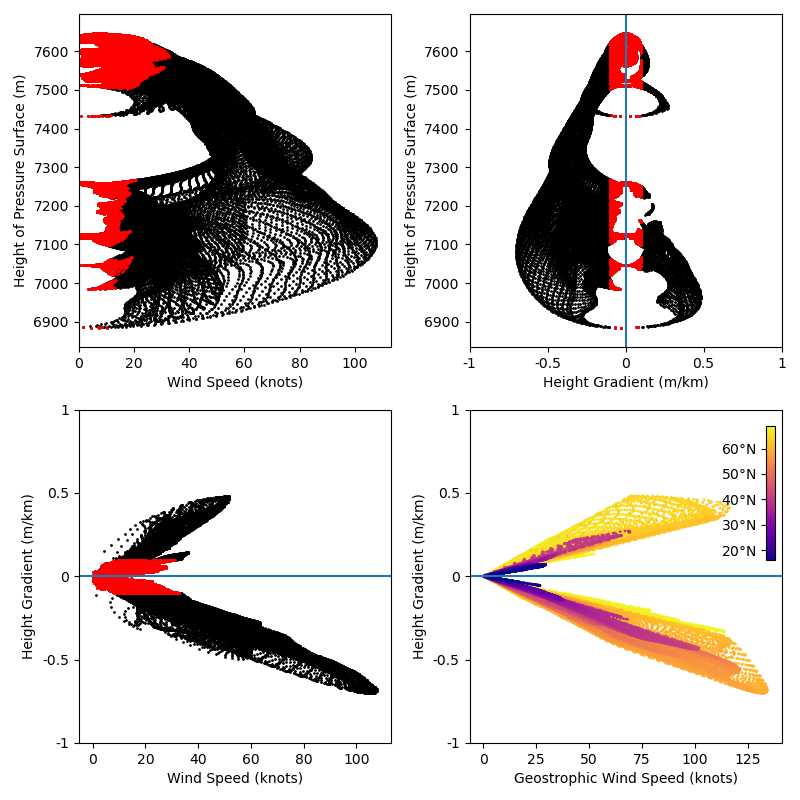 7600
7500
7400
7300
7200
7100
7000
6900
Height of Pressure Surface (m)
0 20 40 60 80 100
Wind Speed (knots)
7600
7500
7400
7300
7200
7100
7000
6900
Height of Pressure Surface (m)
-1 -0.5 0 0.5 1
Height Gradient (m/km)
1
0.5
0
-0.5
-1
Height Gradient (m/km)
0 20 40 60 80 100
Wind Speed (knots)
1
0.5
0
-0.5
-1
Height Gradient (m/km)
60°N
50°N
40°N
30°N
20°N
0 25 50 75 100 125
Geostrophic Wind Speed (knots)